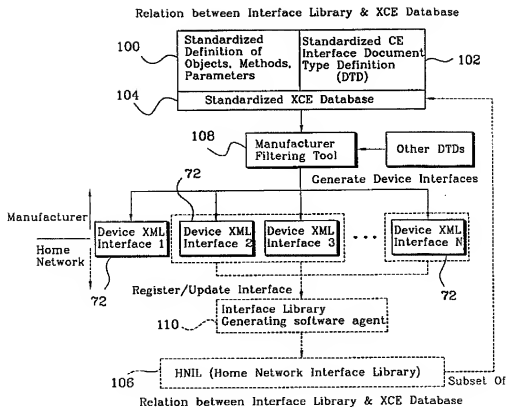 Relation between Interface Library & XCE Database
100
Standardized
Definition of
Objects, Methods,
Parameters
Standardized CE
Interface Document
Type Definition
(DTD)
102
104
Standardized XCE Database
108
Manufacturer
Filtering Tool
Other DTDs
72
Generate Device Interfaces
Manufacturer
Home
Network
Device XML
Interface 1
Device XML
Interface 2
Device XML
Interface 3
Device XML
Interface N
72
72
Register/Update Interface
110
Interface Library
Generating software agent
106
HNIL (Home Network Interface Library)
Subset Of
Relation between Interface Library & XCE Database